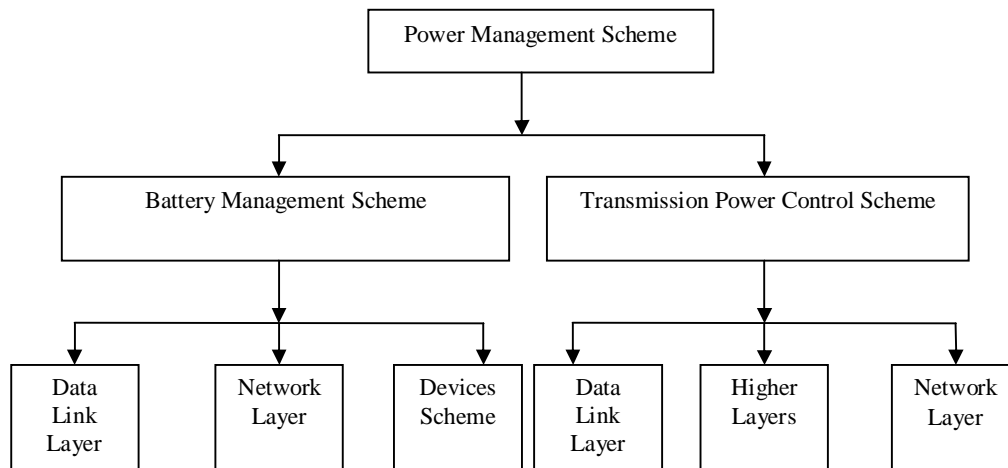 Power Management Scheme
Battery Management Scheme
Transmission Power Control Scheme
Data
Link
Layer
Network
Layer
Devices
Scheme
Data
Link
Layer
Higher
Layers
Network
Layer